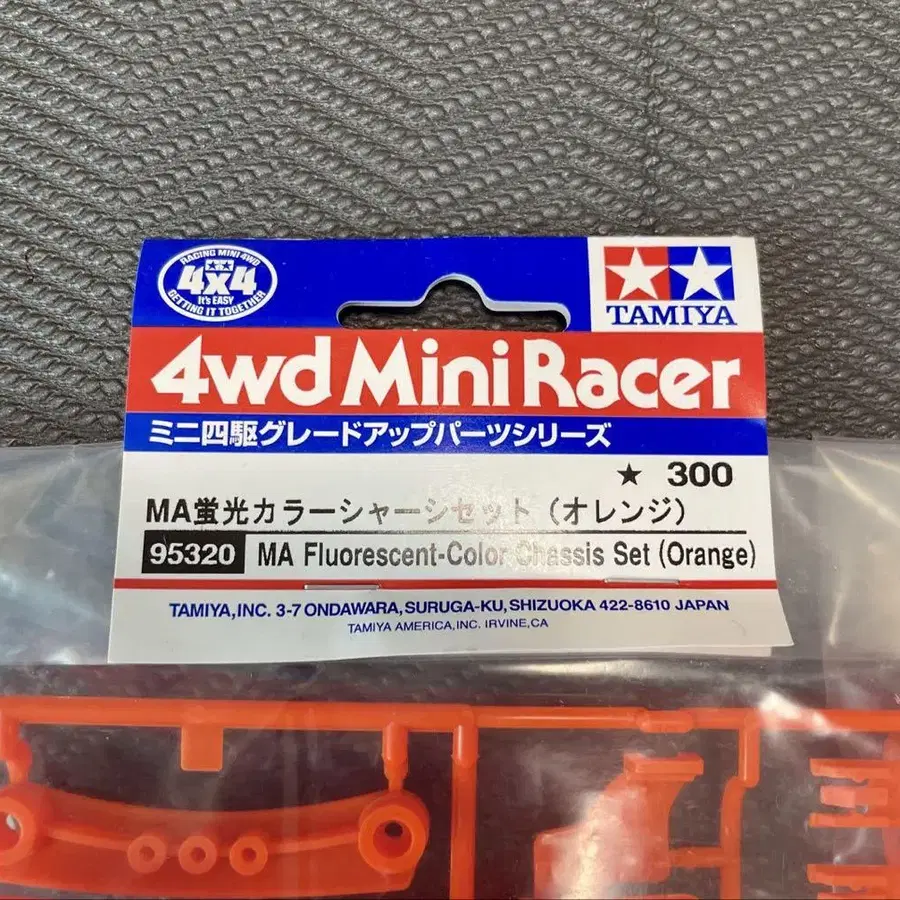 RACING MINI 4WD
4x4
It's EASY
GETTING IT TOGETHER
TAMIYA
4wd Mini Racer
ミニ四駆グレードアップパーツシリーズ
★ 300
MA蛍光カラーシャーシセット（オレンジ）
95320 MA Fluorescent-Color Chassis Set (Orange)
TAMIYA,INC. 3-7 ONDAWARA, SURUGA-KU, SHIZUOKA 422-8610 JAPAN
TAMIYA AMERICA,INC. IRVINE,CA